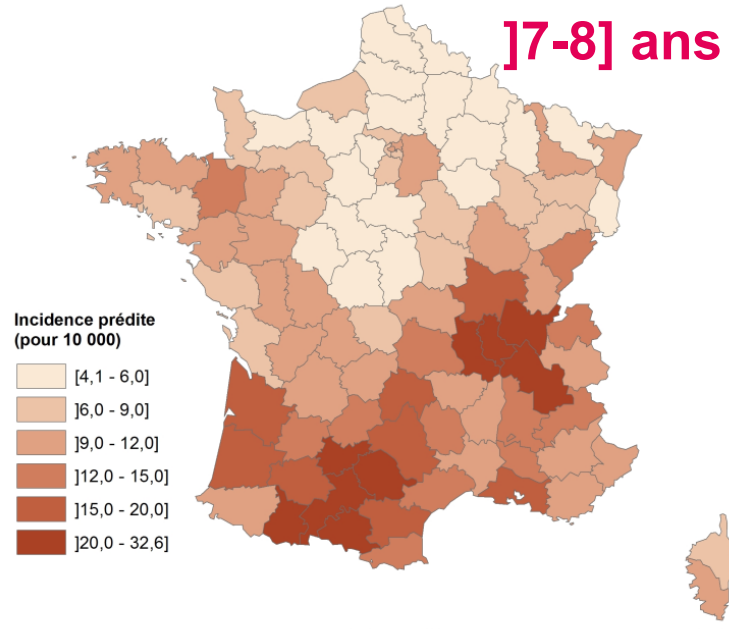 ]7-8] ans
Incidence prédite
(pour 10 000)
[4,1 - 6,0]
]6,0 - 9,0]
]9,0 - 12,0]
]12,0 - 15,0]
]15,0 - 20,0]
]20,0 - 32,6]